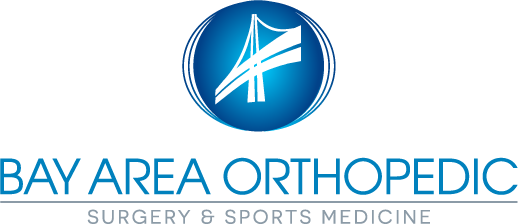 BAY AREA ORTHOPEDIC
SURGERY & SPORTS MEDICINE